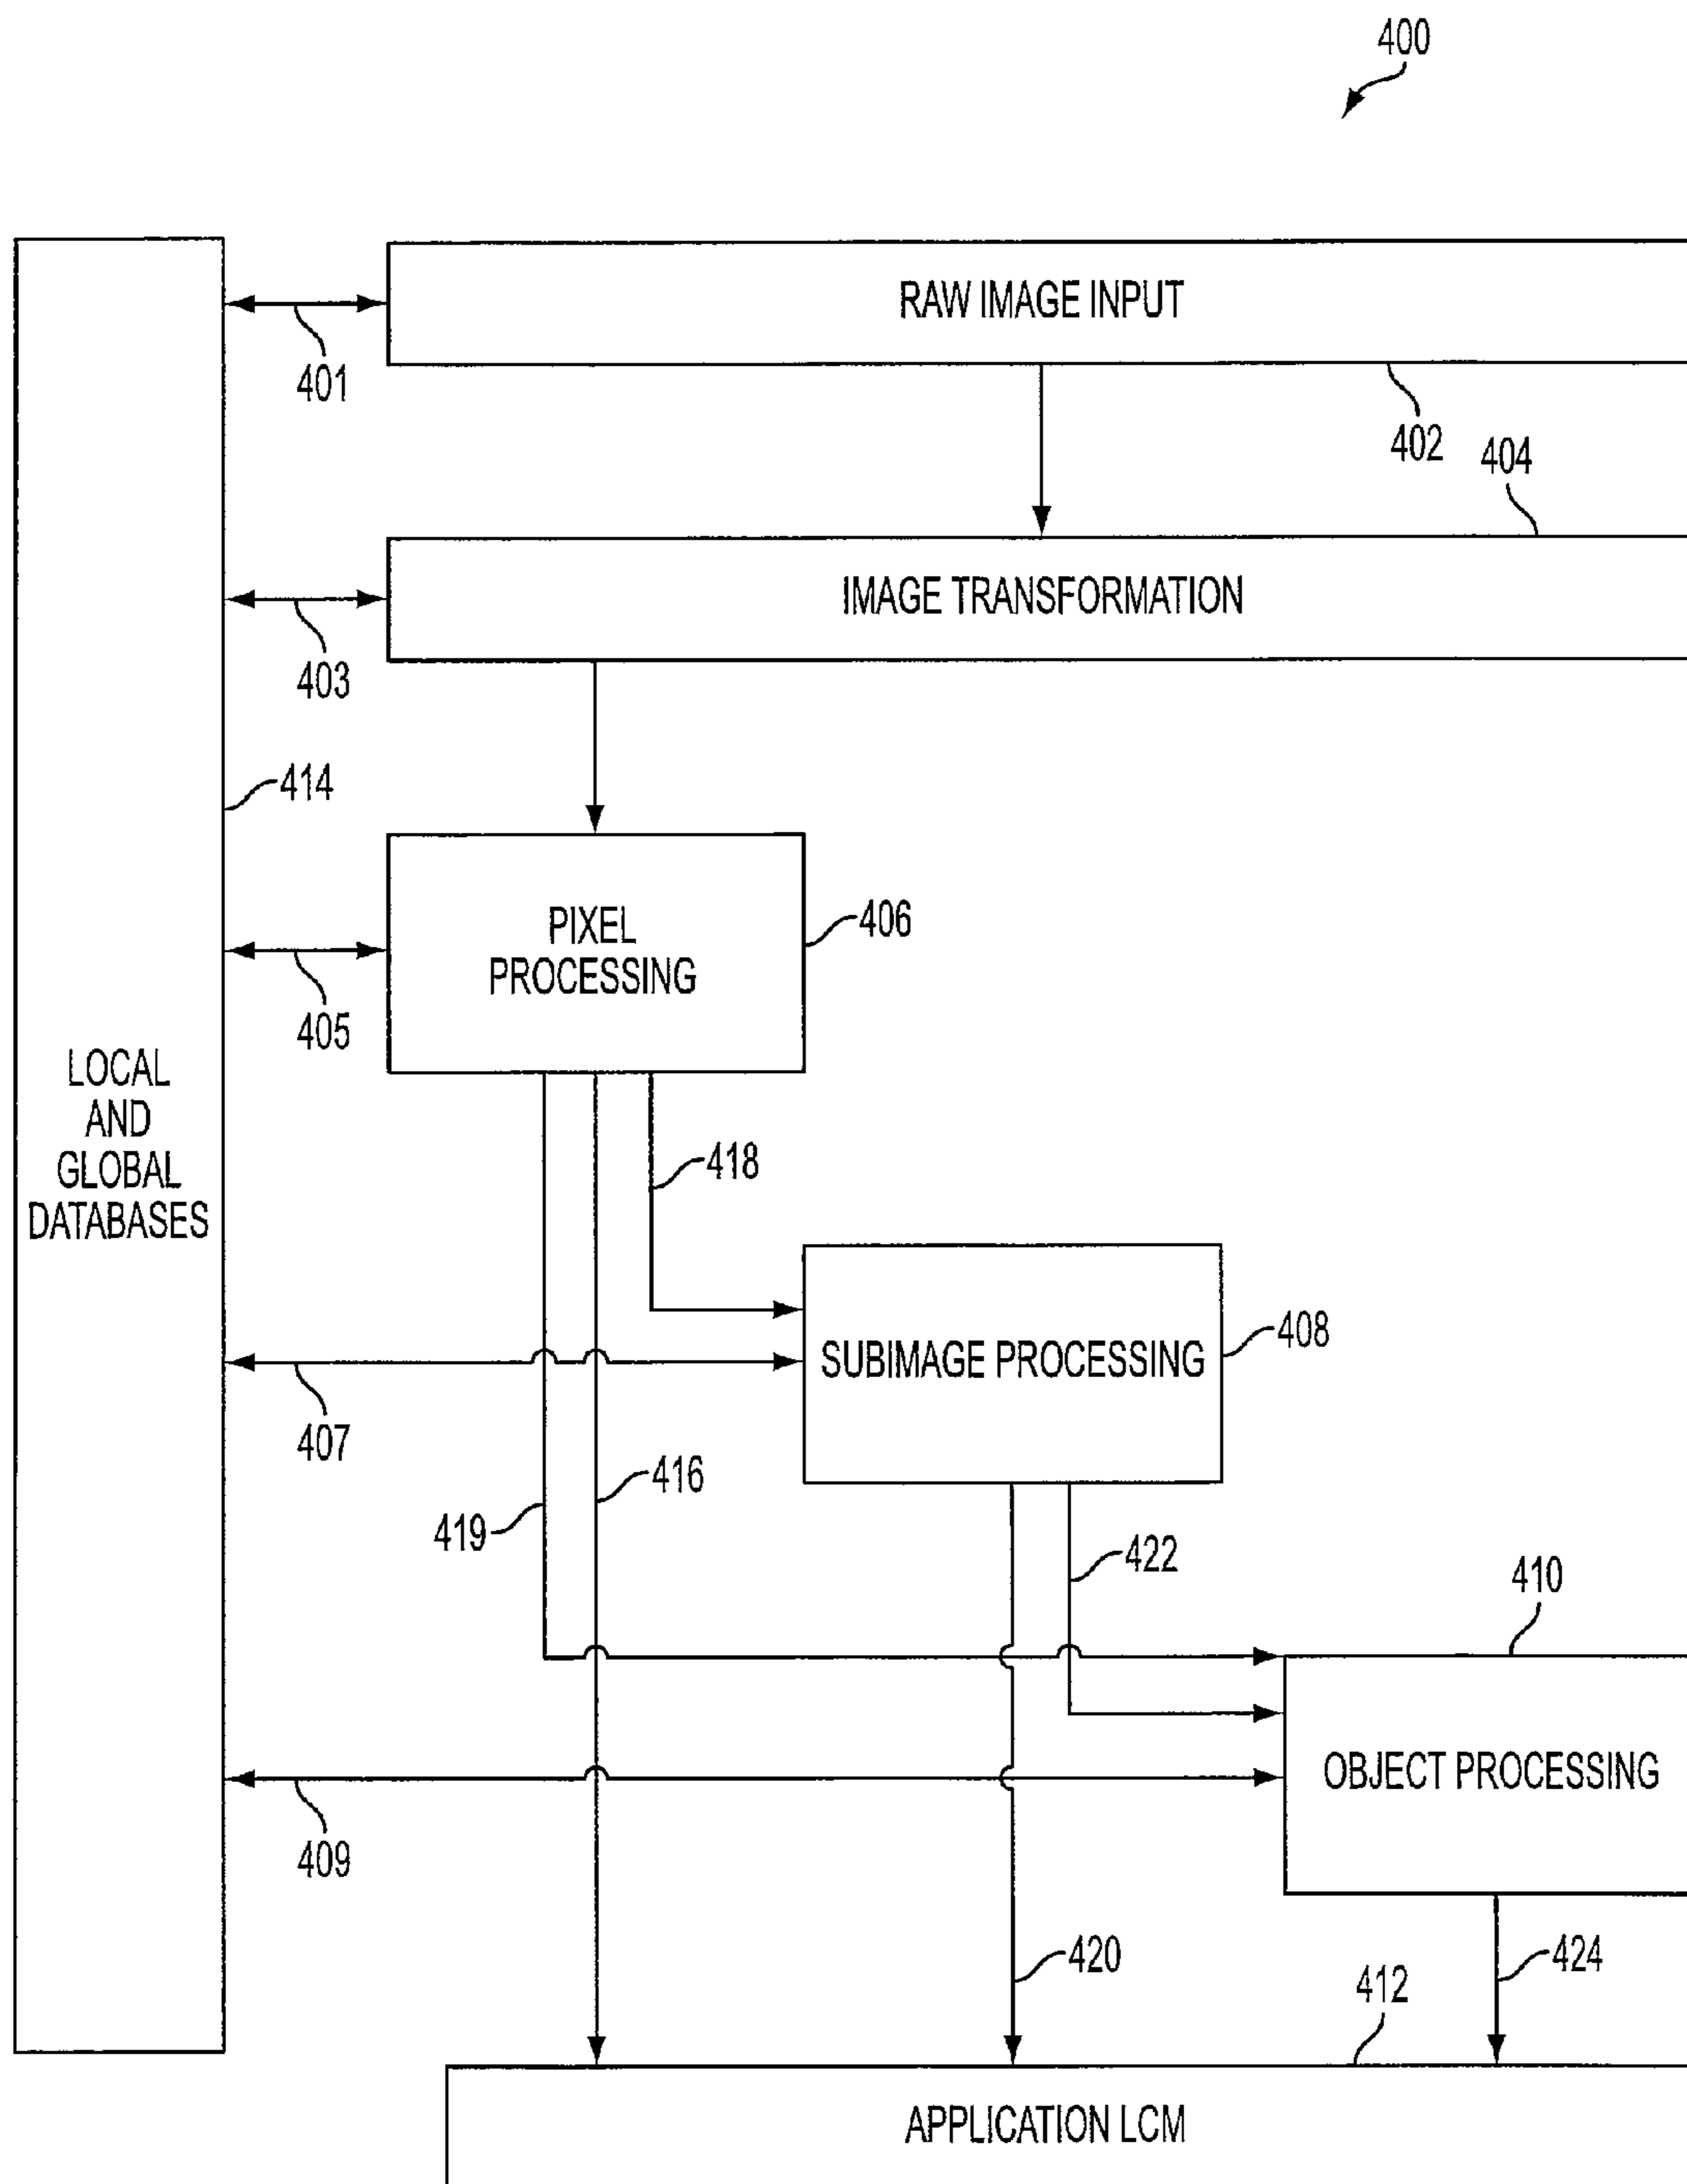 400
RAW IMAGE INPUT
401
402
404
IMAGE TRANSFORMATION
403
414
PIXEL
PROCESSING
406
405
LOCAL
AND
GLOBAL
DATABASES
418
SUBIMAGE PROCESSING
408
407
416
419
422
410
OBJECT PROCESSING
409
420
424
412
APPLICATION LCM